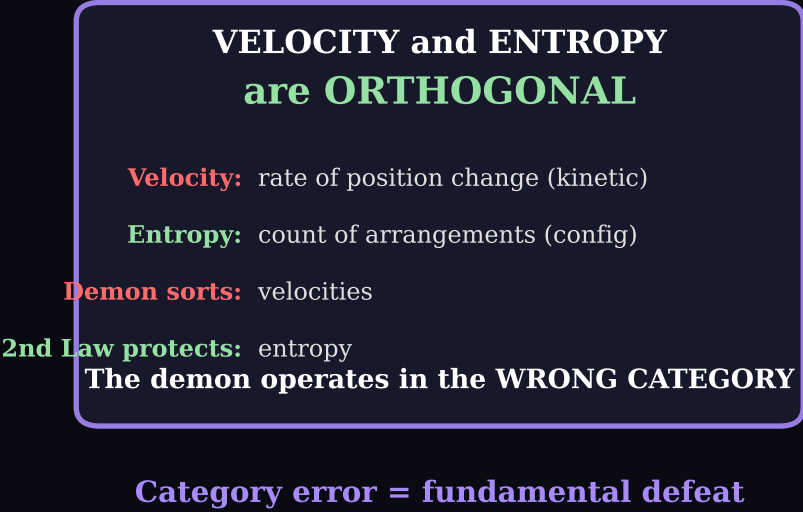 VELOCITY and ENTROPY
are ORTHOGONAL
Velocity: rate of position change (kinetic)
Entropy: count of arrangements (config)
Demon sorts: velocities
2nd Law protects: entropy
The demon operates in the WRONG CATEGORY
Category error = fundamental defeat